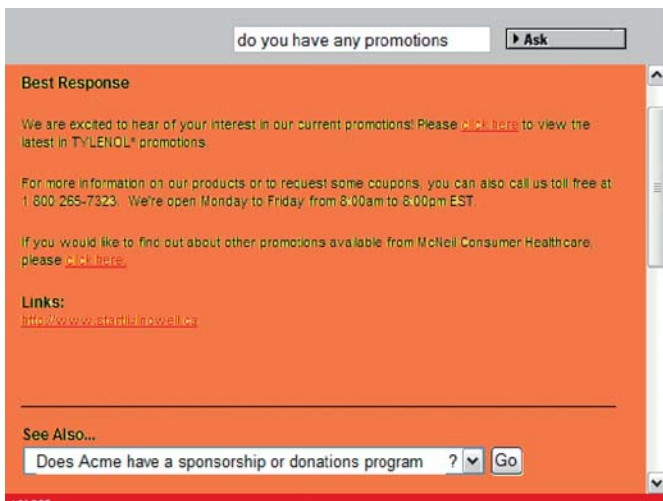 do you have any promotions
Ask
Best Response
We are excited to hear of your interest in our current promotions! Please click here to view the
latest in TYLENOL* promotions.
For more information on our products or to request some coupons, you can also call us toll free at
1 800 265-7323. We're open Monday to Friday from 8:00am to 8:00pm EST.
If you would like to find out about other promotions available from McNeil Consumer Healthcare,
please click here.
Links:
http://www.startlivingwell.ca
See Also...
Does Acme have a sponsorship or donations program ?
Go